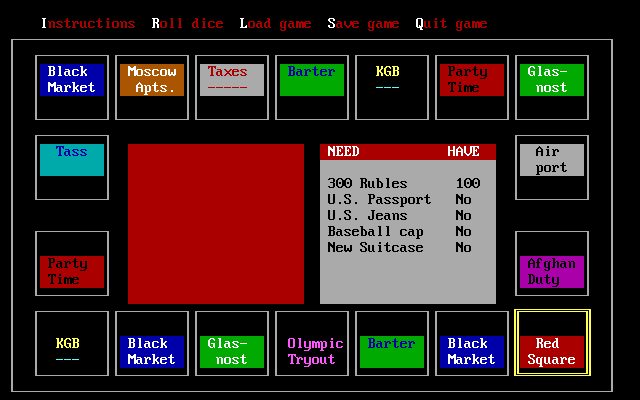 Instructions Roll dice Load game Save game Quit game
Black Market
Moscow Apts.
Taxes -----
Barter
KGB ---
Party Time
Glas- nost
Tass
NEED HAVE
300 Rubles 100
U.S. Passport No
U.S. Jeans No
Baseball cap No
New Suitcase No
Air port
Party Time
Afghan Duty
KGB ---
Black Market
Glas- nost
Olympic Tryout
Barter
Black Market
Red Square